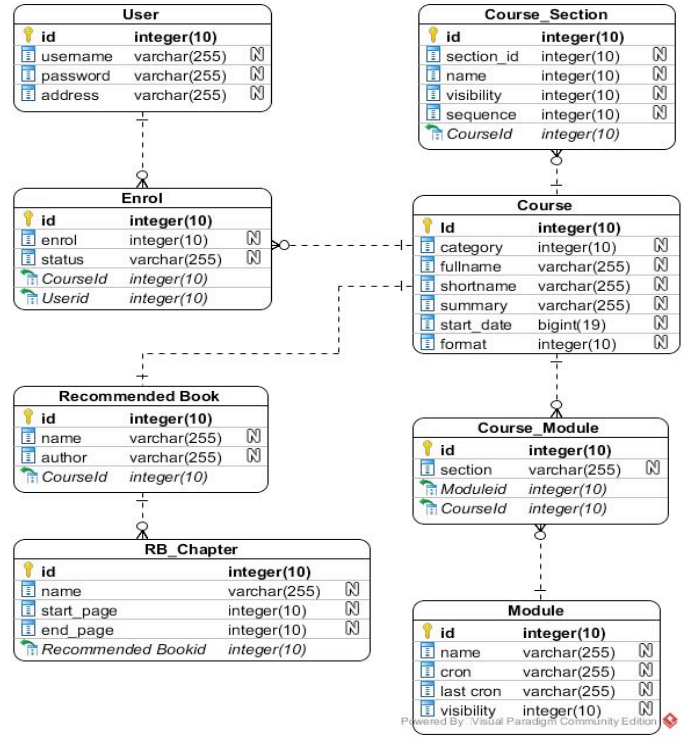 User
id integer(10)
username varchar(255) N
password varchar(255) N
address varchar(255) N
Course_Section
id integer(10)
section_id integer(10) N
name integer(10) N
visibility integer(10) N
sequence integer(10) N
CourseId integer(10)
Enrol
id integer(10)
enrol integer(10) N
status varchar(255) N
CourseId integer(10)
Userid integer(10)
Course
Id integer(10)
category integer(10) N
fullname varchar(255) N
shortname varchar(255) N
summary varchar(255) N
start_date bigint(19) N
format integer(10) N
Recommended Book
id integer(10)
name varchar(255) N
author varchar(255) N
CourseId integer(10)
Course_Module
id integer(10)
section varchar(255) N
Moduleid integer(10)
CourseId integer(10)
RB_Chapter
id integer(10)
name varchar(255) N
start_page integer(10) N
end_page integer(10) N
Recommended Bookid integer(10)
Module
id integer(10)
name varchar(255) N
cron varchar(255) N
last cron varchar(255) N
visibility integer(10) N
Powered By Visual Paradigm Community Edition